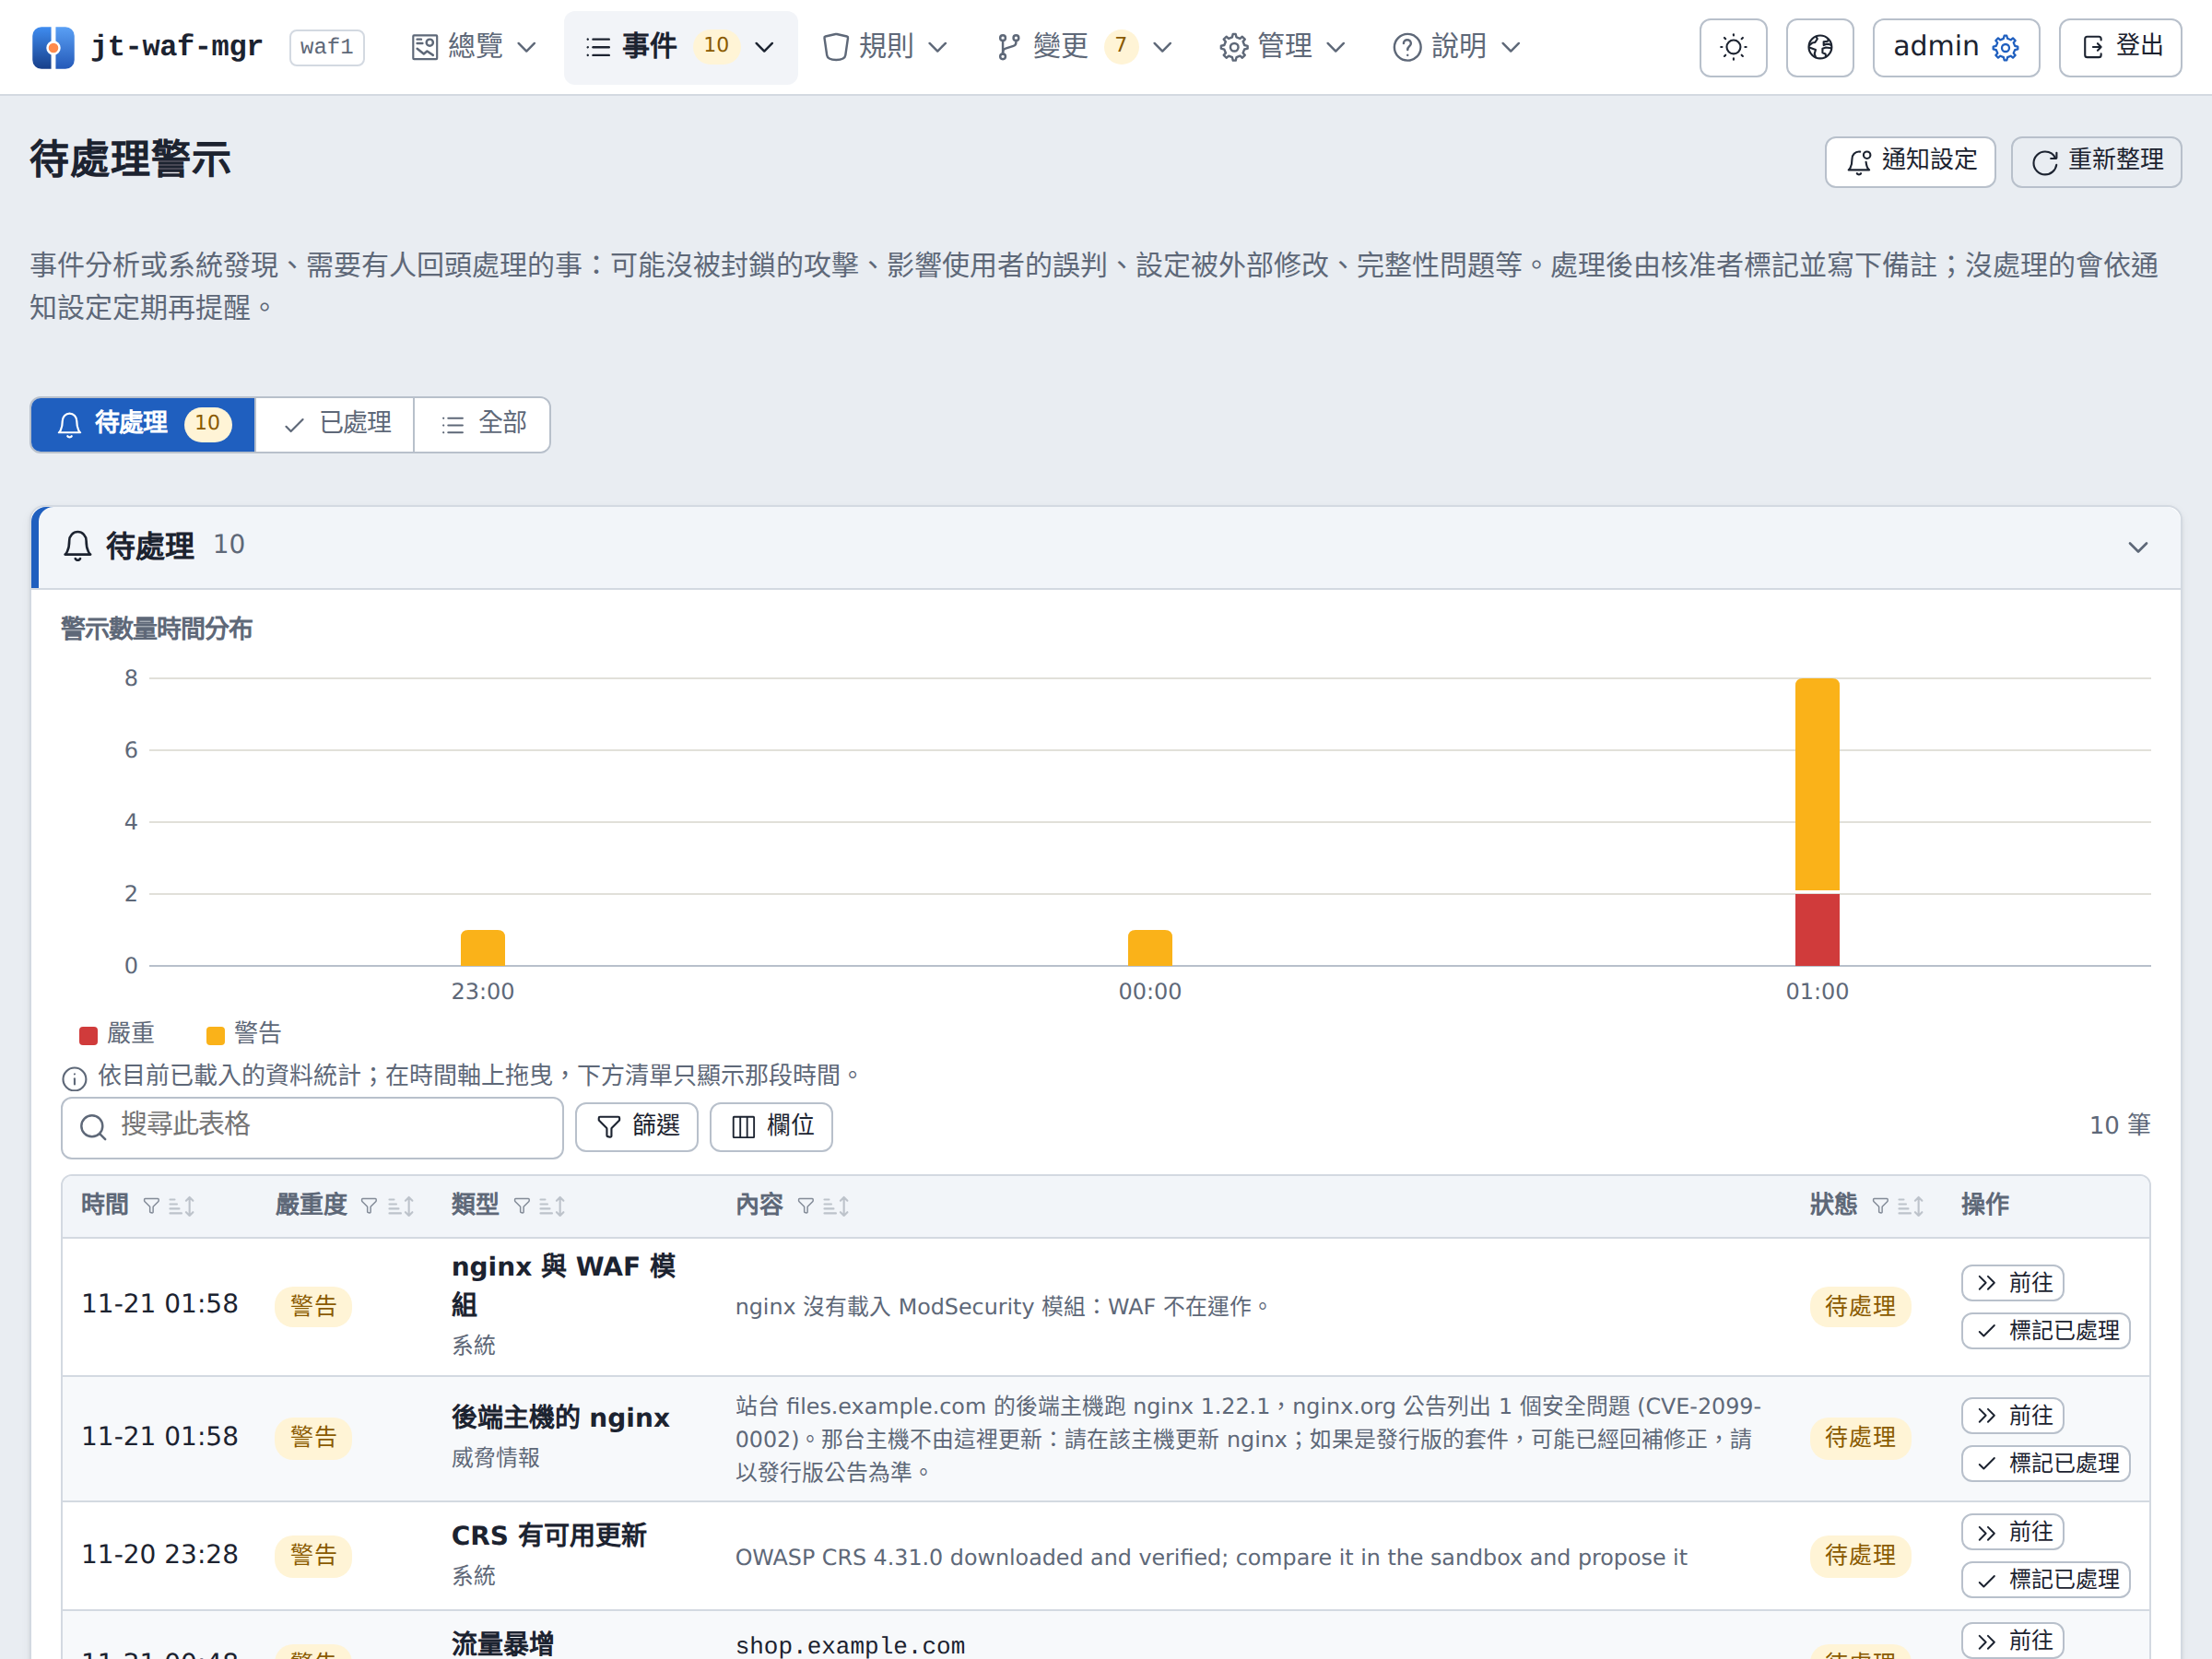 jt-waf-mgr waf1 總覽 事件 10 規則 變更 7 管理 說明 admin 登出
待處理警示 通知設定 重新整理
事件分析或系統發現、需要有人回頭處理的事：可能沒被封鎖的攻擊、影響使用者的誤判、設定被外部修改、完整性問題等。處理後由核准者標記並寫下備註；沒處理的會依通
知設定定期再提醒。
待處理 10 已處理 全部
待處理 10
警示數量時間分布
8
6
4
2
0
23:00 00:00 01:00
嚴重 警告
依目前已載入的資料統計；在時間軸上拖曳，下方清單只顯示那段時間。
搜尋此表格 篩選 欄位 10 筆
時間 嚴重度 類型 內容 狀態 操作
11-21 01:58 警告 nginx 與 WAF 模
組
系統
nginx 沒有載入 ModSecurity 模組：WAF 不在運作。 待處理 前往
標記已處理
11-21 01:58 警告 後端主機的 nginx
威脅情報
站台 files.example.com 的後端主機跑 nginx 1.22.1，nginx.org 公告列出 1 個安全問題 (CVE-2099-
0002)。那台主機不由這裡更新：請在該主機更新 nginx；如果是發行版的套件，可能已經回補修正，請
以發行版公告為準。
待處理 前往
標記已處理
11-20 23:28 警告 CRS 有可用更新
系統
OWASP CRS 4.31.0 downloaded and verified; compare it in the sandbox and propose it
待處理 前往
標記已處理
流量暴增
shop.example.com
前往